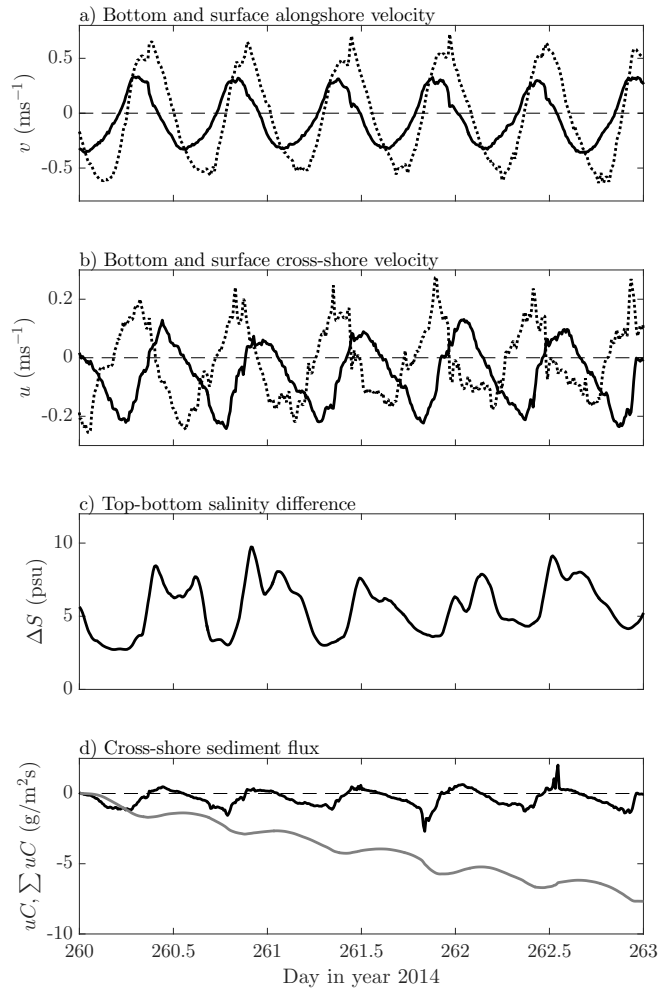 a) Bottom and surface alongshore velocity
0.5
0
-0.5
v (ms⁻¹)
b) Bottom and surface cross-shore velocity
0.2
0
-0.2
u (ms⁻¹)
c) Top-bottom salinity difference
10
5
0
ΔS (psu)
d) Cross-shore sediment flux
0
-5
-10
uC, ∑ uC (g/m²s)
260 260.5 261 261.5 262 262.5 263
Day in year 2014